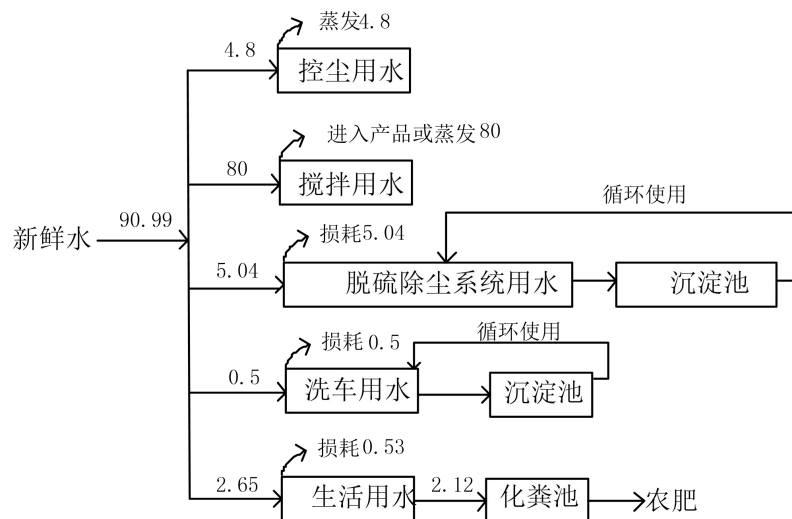 蒸发4.8
4.8
控尘用水
进入产品或蒸发80
80
搅拌用水
循环使用
新鲜水
90.99
损耗5.04
5.04
脱硫除尘系统用水
沉淀池
损耗0.5
循环使用
0.5
洗车用水
沉淀池
损耗0.53
2.65
生活用水
2.12
化粪池
农肥